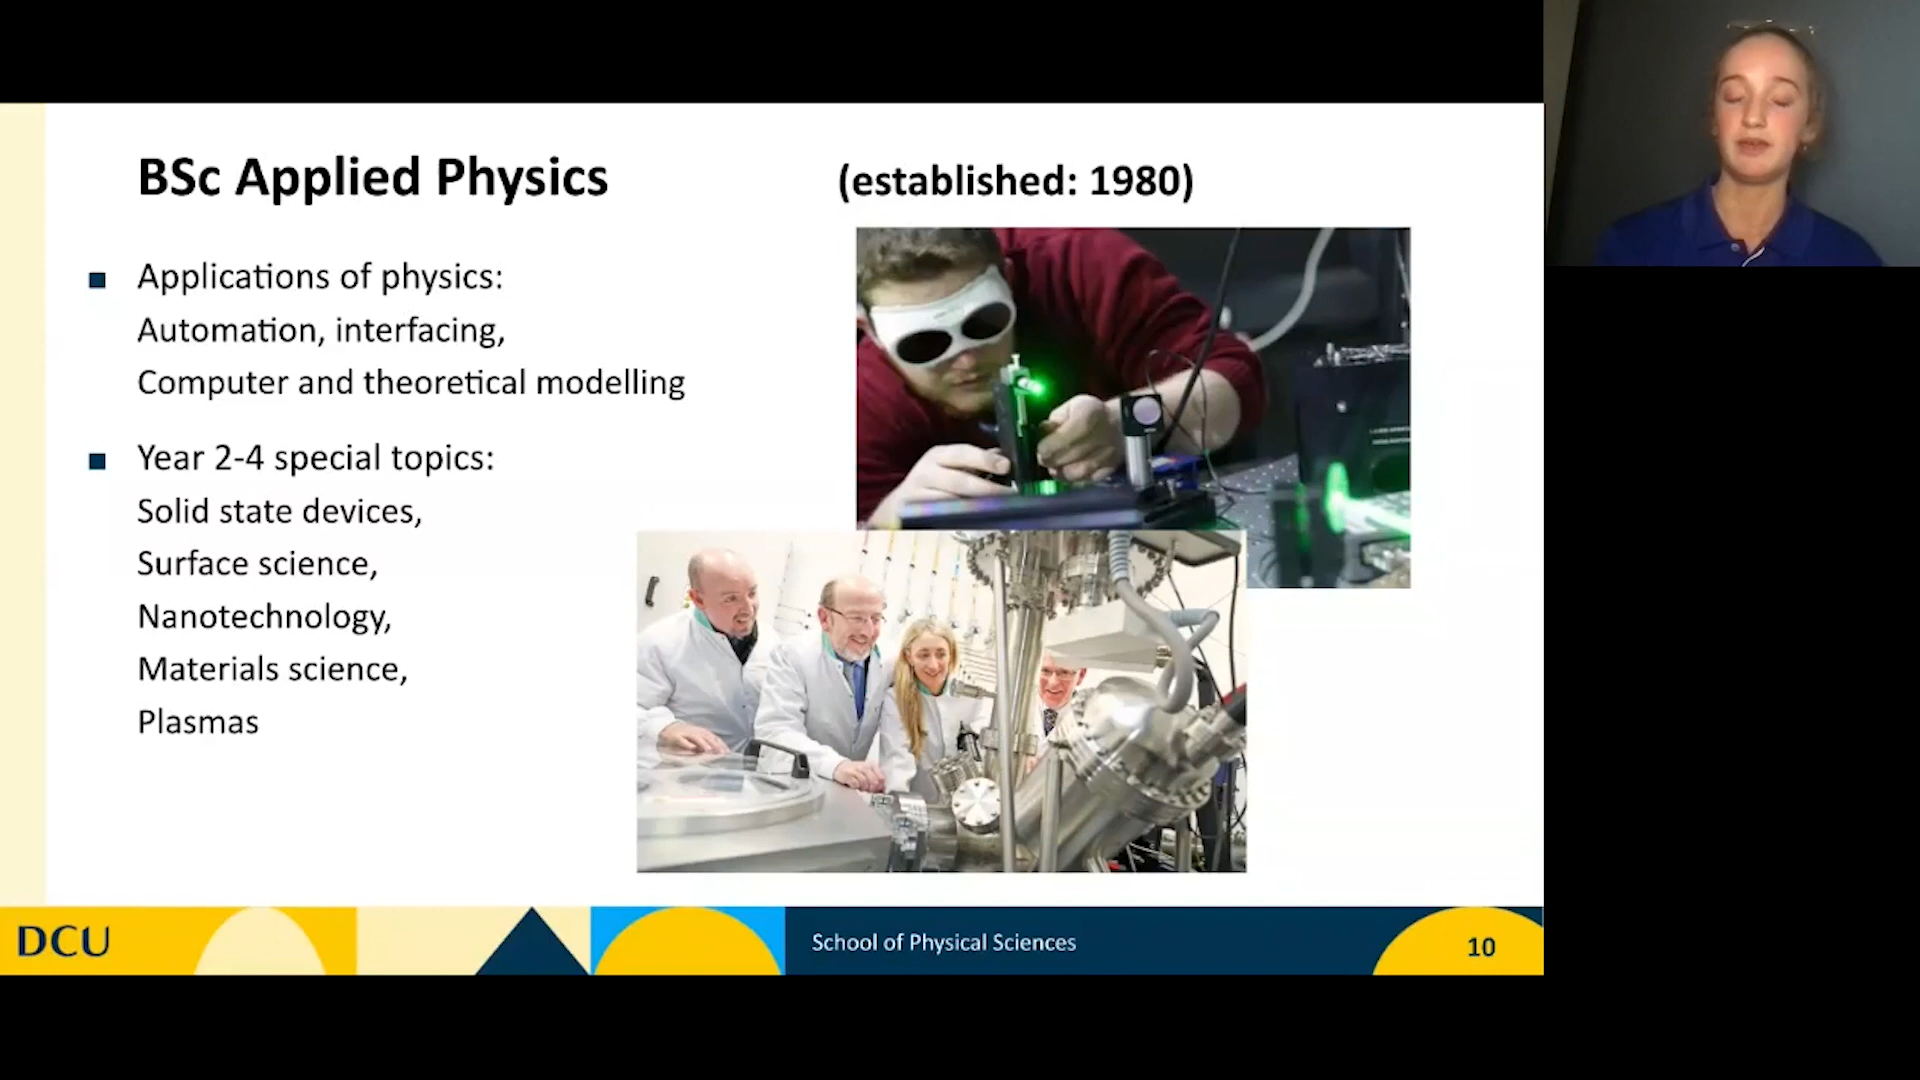 BSc Applied Physics (established: 1980)
Applications of physics:
Automation, interfacing,
Computer and theoretical modelling
Year 2-4 special topics:
Solid state devices,
Surface science,
Nanotechnology,
Materials science,
Plasmas
DCU
School of Physical Sciences
10